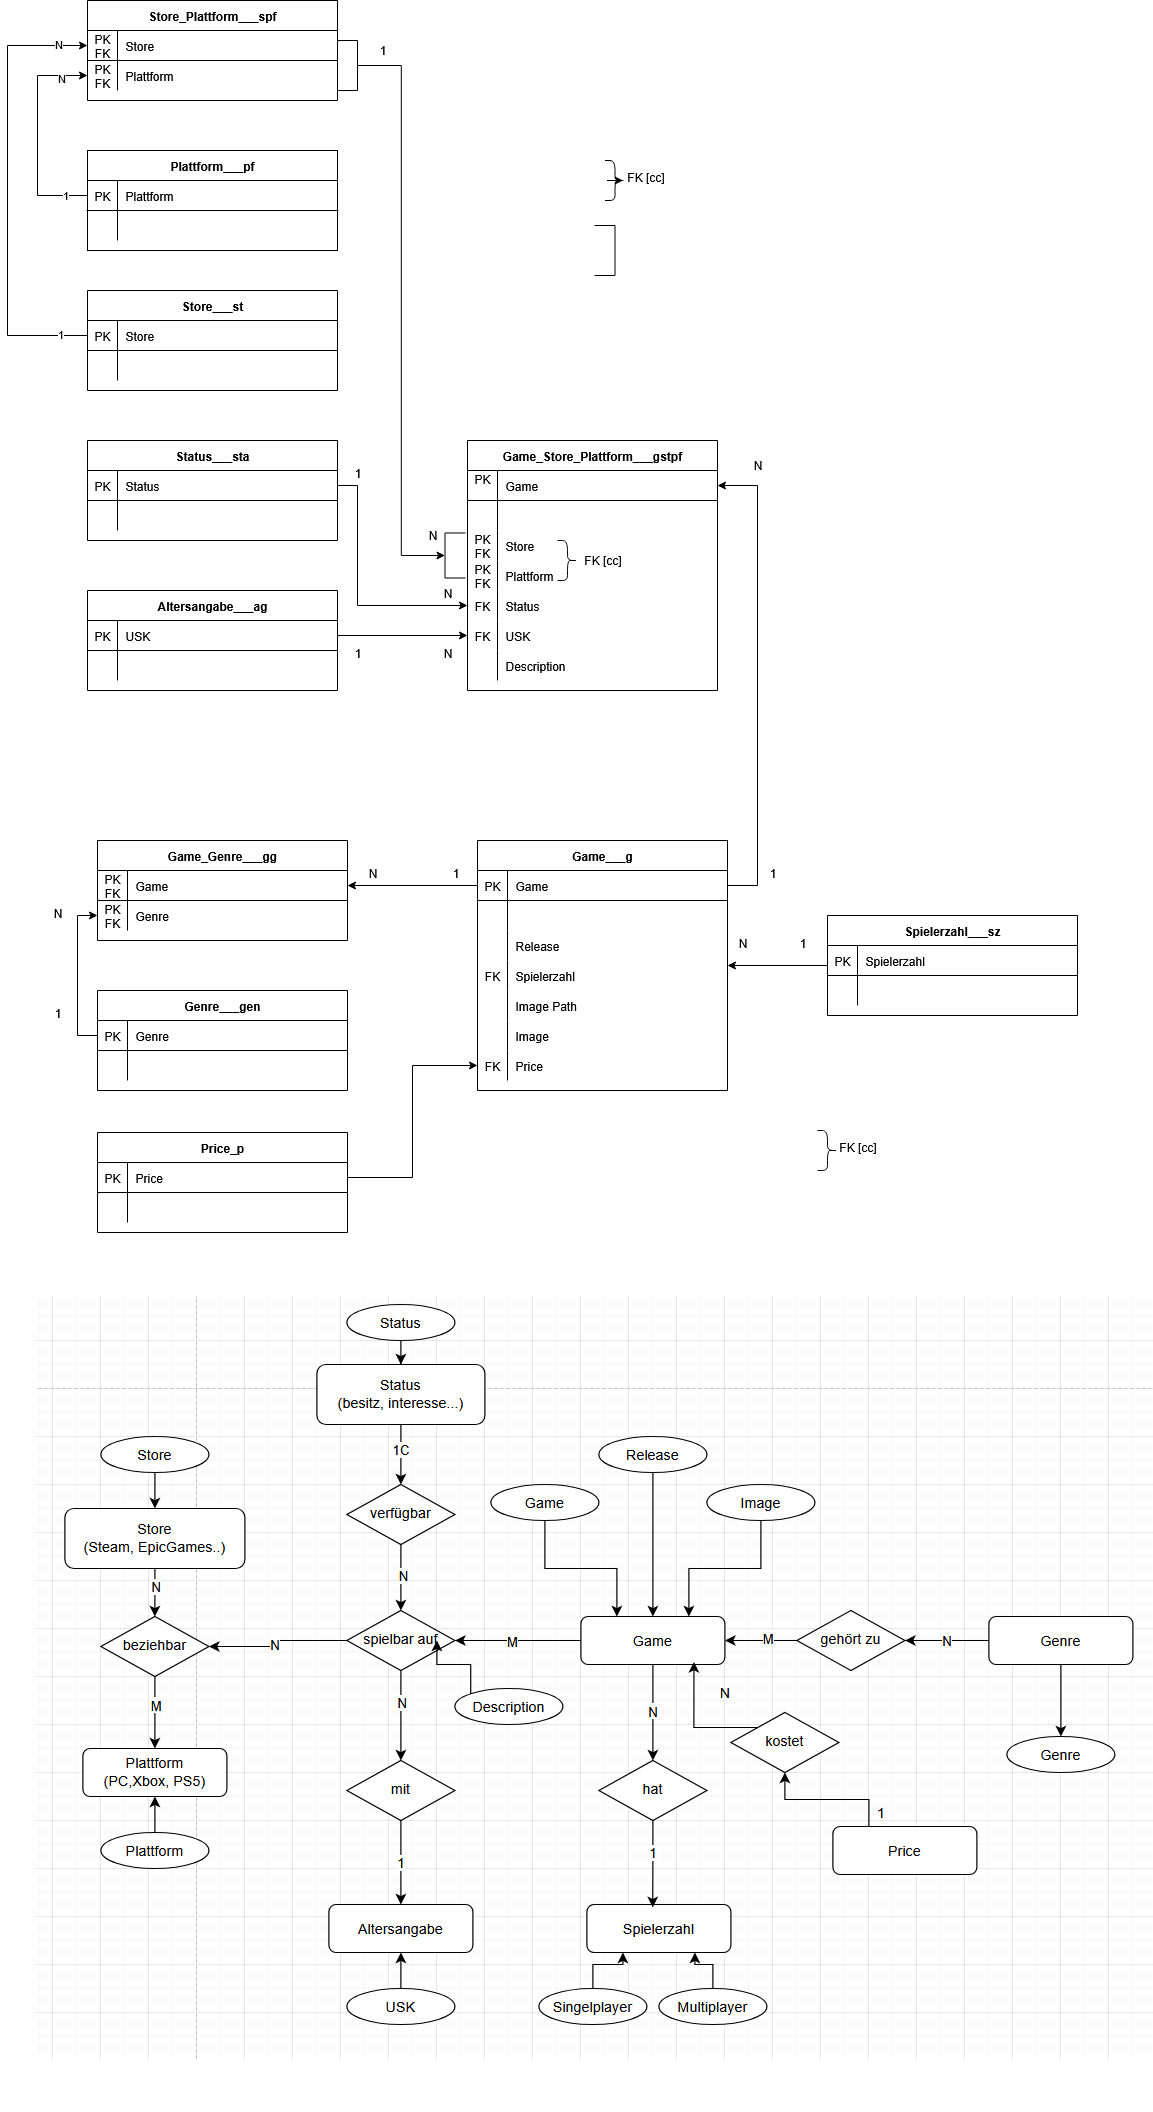 Store_Plattform___spf
N
PK
FK
Store
1
N
PK
FK
Plattform
Plattform___pf
1
PK
Plattform
FK [cc]
Store___st
1
PK
Store
Status___sta
PK
Status
1
Altersangabe___ag
PK
USK
1
N
Game_Store_Plattform___gstpf
N
PK
Game
N
PK
FK
Store
PK
FK
Plattform
FK [cc]
N
FK
Status
FK
USK
Description
Game_Genre___gg
PK
FK
Game
N
1
N
PK
FK
Genre
Genre___gen
1
PK
Genre
Price_p
PK
Price
Game___g
PK
Game
1
Release
FK
Spielerzahl
Image Path
Image
FK
Price
N
1
Spielerzahl___sz
PK
Spielerzahl
FK [cc]
Status
Status
(besitz, interesse...)
1C
verfügbar
N
Store
Store
(Steam, EpicGames..)
N
beziehbar
M
Plattform
(PC,Xbox, PS5)
Plattform
N
spielbar auf
M
Description
N
mit
1
Altersangabe
USK
Game
Release
Image
Game
M
gehört zu
N
Genre
Genre
N
hat
1
Spielerzahl
Singelplayer
Multiplayer
N
kostet
1
Price